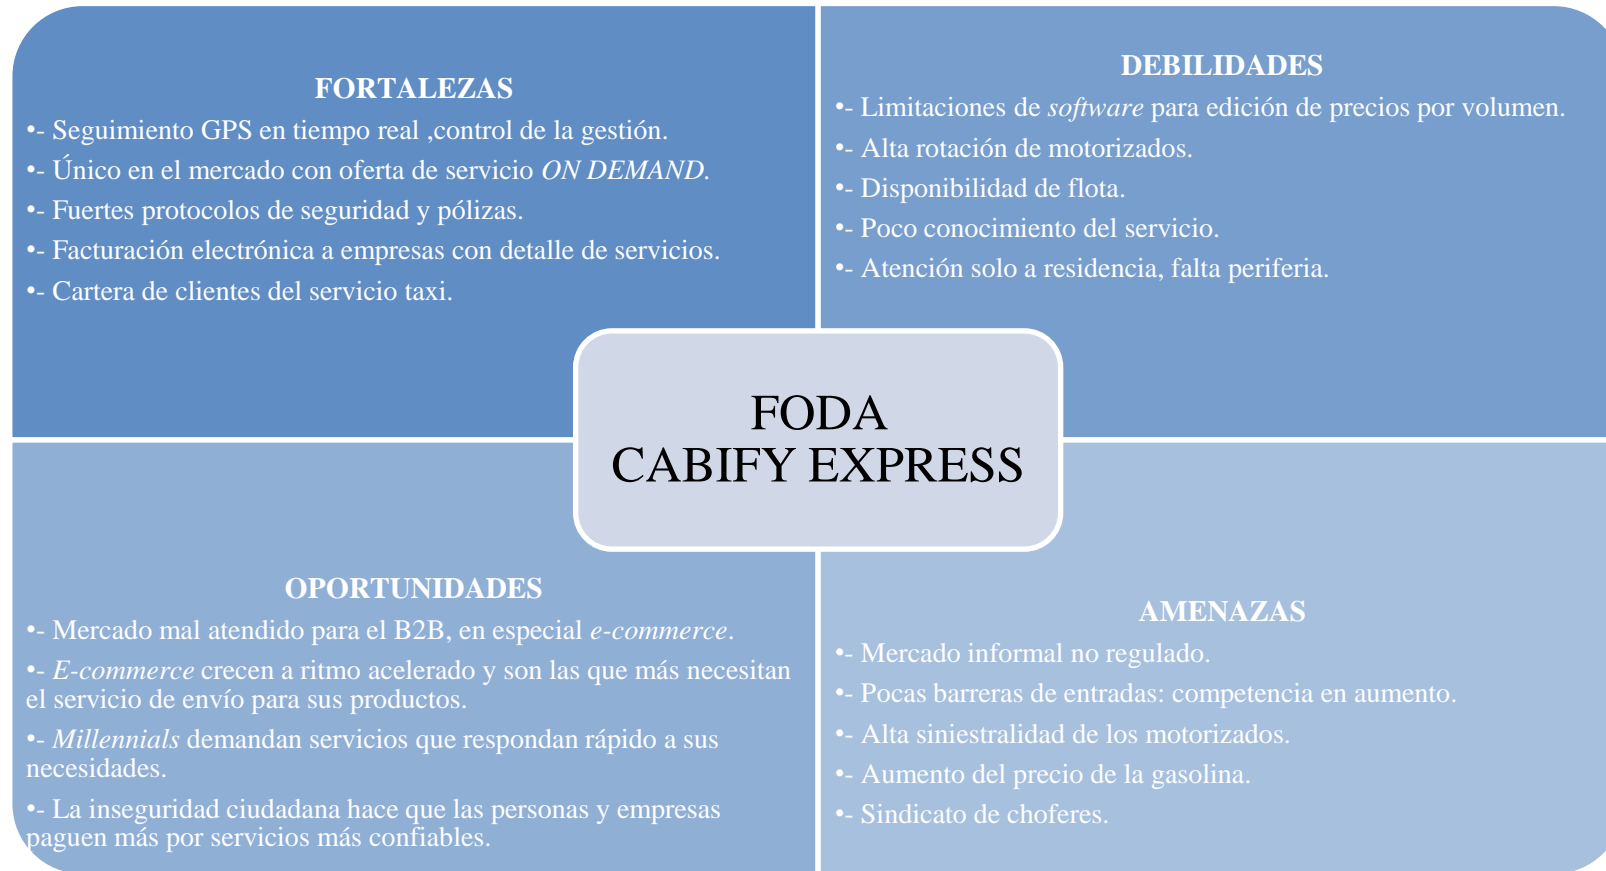 FORTALEZAS
•- Seguimiento GPS en tiempo real ,control de la gestión.
•- Único en el mercado con oferta de servicio ON DEMAND.
•- Fuertes protocolos de seguridad y pólizas.
•- Facturación electrónica a empresas con detalle de servicios.
•- Cartera de clientes del servicio taxi.
DEBILIDADES
•- Limitaciones de software para edición de precios por volumen.
•- Alta rotación de motorizados.
•- Disponibilidad de flota.
•- Poco conocimiento del servicio.
•- Atención solo a residencia, falta periferia.
FODA
CABIFY EXPRESS
OPORTUNIDADES
•- Mercado mal atendido para el B2B, en especial e-commerce.
•- E-commerce crecen a ritmo acelerado y son las que más necesitan
el servicio de envío para sus productos.
•- Millennials demandan servicios que respondan rápido a sus
necesidades.
•- La inseguridad ciudadana hace que las personas y empresas
paguen más por servicios más confiables.
AMENAZAS
•- Mercado informal no regulado.
•- Pocas barreras de entradas: competencia en aumento.
•- Alta siniestralidad de los motorizados.
•- Aumento del precio de la gasolina.
•- Sindicato de choferes.